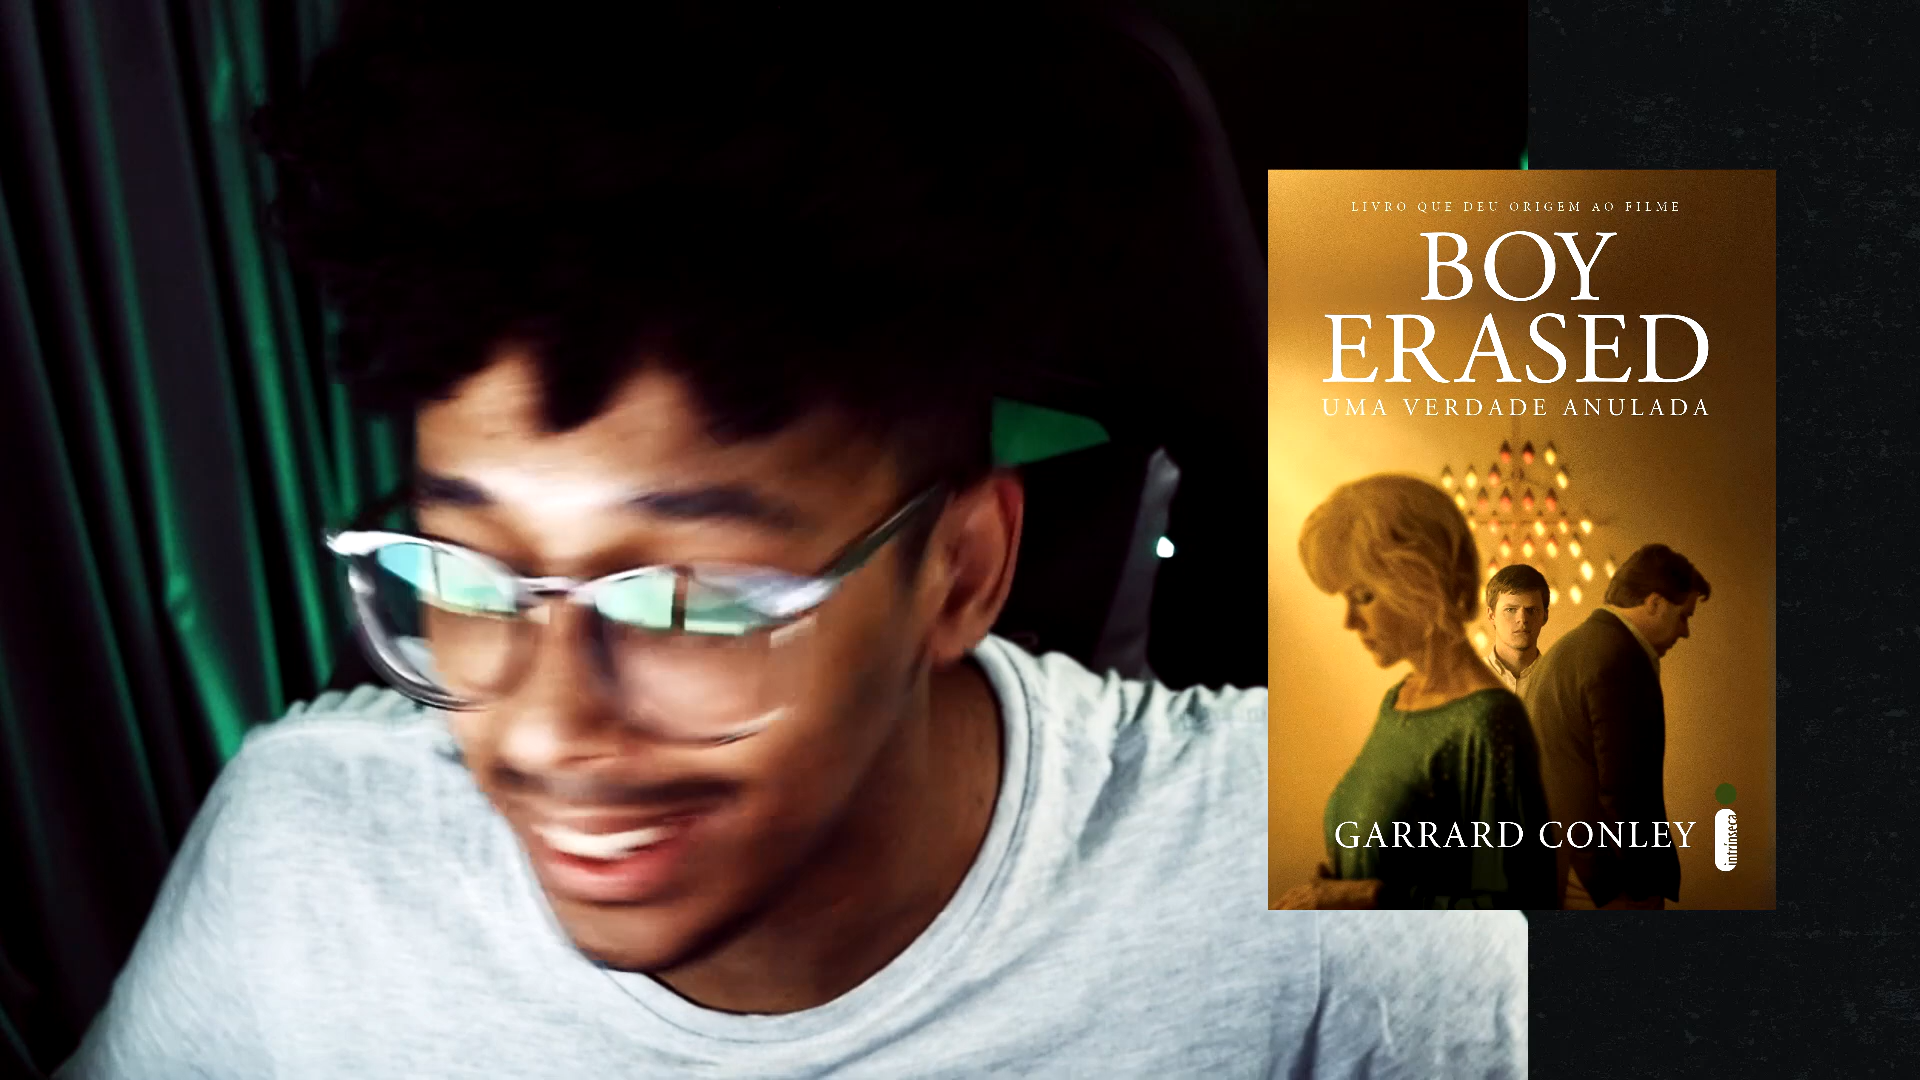 LIVRO QUE DEU ORIGEM AO FILME
BOY
ERASED
UMA VERDADE ANULADA
GARRARD CONLEY
intrínseca